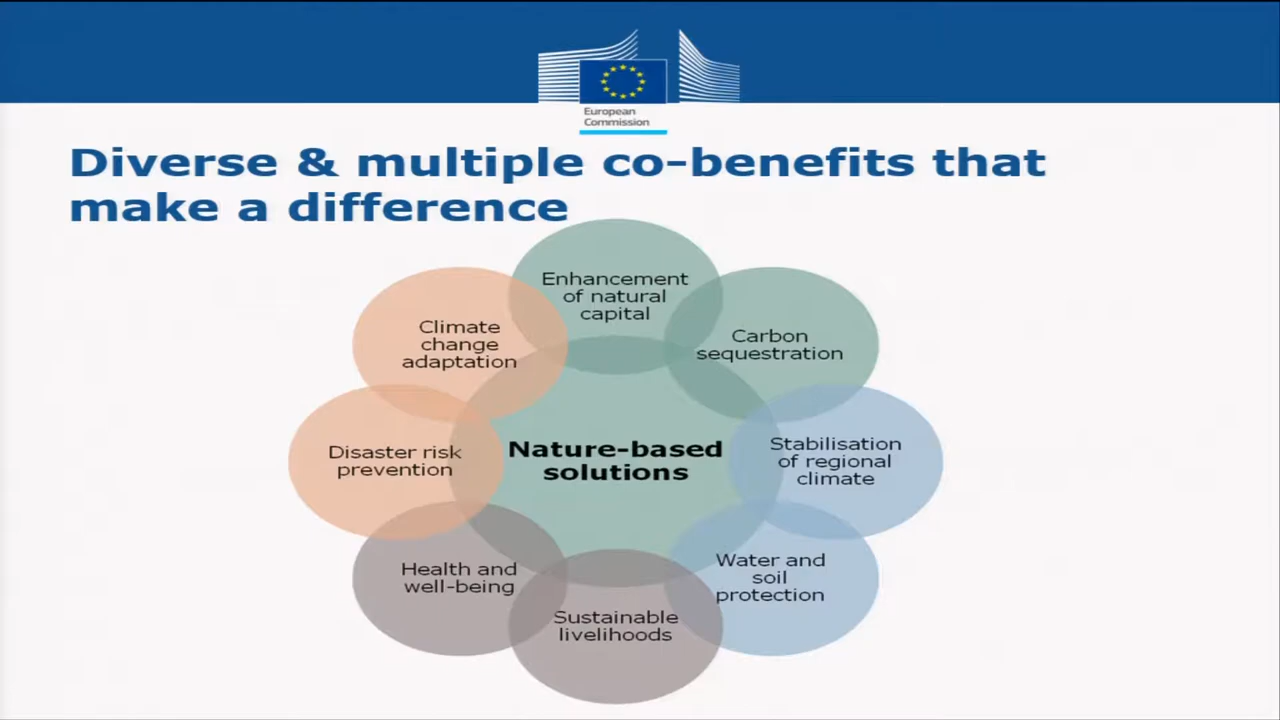 European
Commission
Diverse & multiple co-benefits that
make a difference
Enhancement
of natural
capital
Carbon
sequestration
Stabilisation
of regional
climate
Water and
soil
protection
Sustainable
livelihoods
Health and
well-being
Disaster risk
prevention
Climate
change
adaptation
Nature-based
solutions